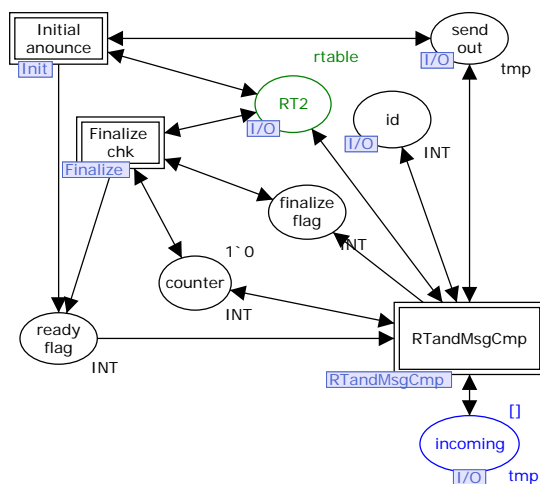 Initial
anounce
Init
send
out
I/O
tmp
rtable
RT2
I/O
id
I/O
INT
Finalize
chk
Finalize
finalize
flag
INT
1`0
counter
INT
ready
flag
INT
RTandMsgCmp
RTandMsgCmp
[]
incoming
I/O
tmp